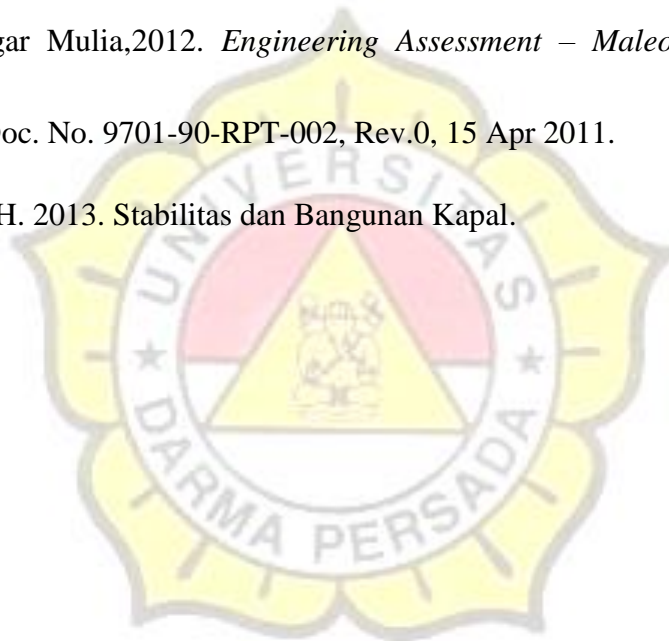 gar Mulia,2012. Engineering Assessment – Maleo
Doc. No. 9701-90-RPT-002, Rev.0, 15 Apr 2011.
H. 2013. Stabilitas dan Bangunan Kapal.
UNIVERSITAS
DARMA PERSADA